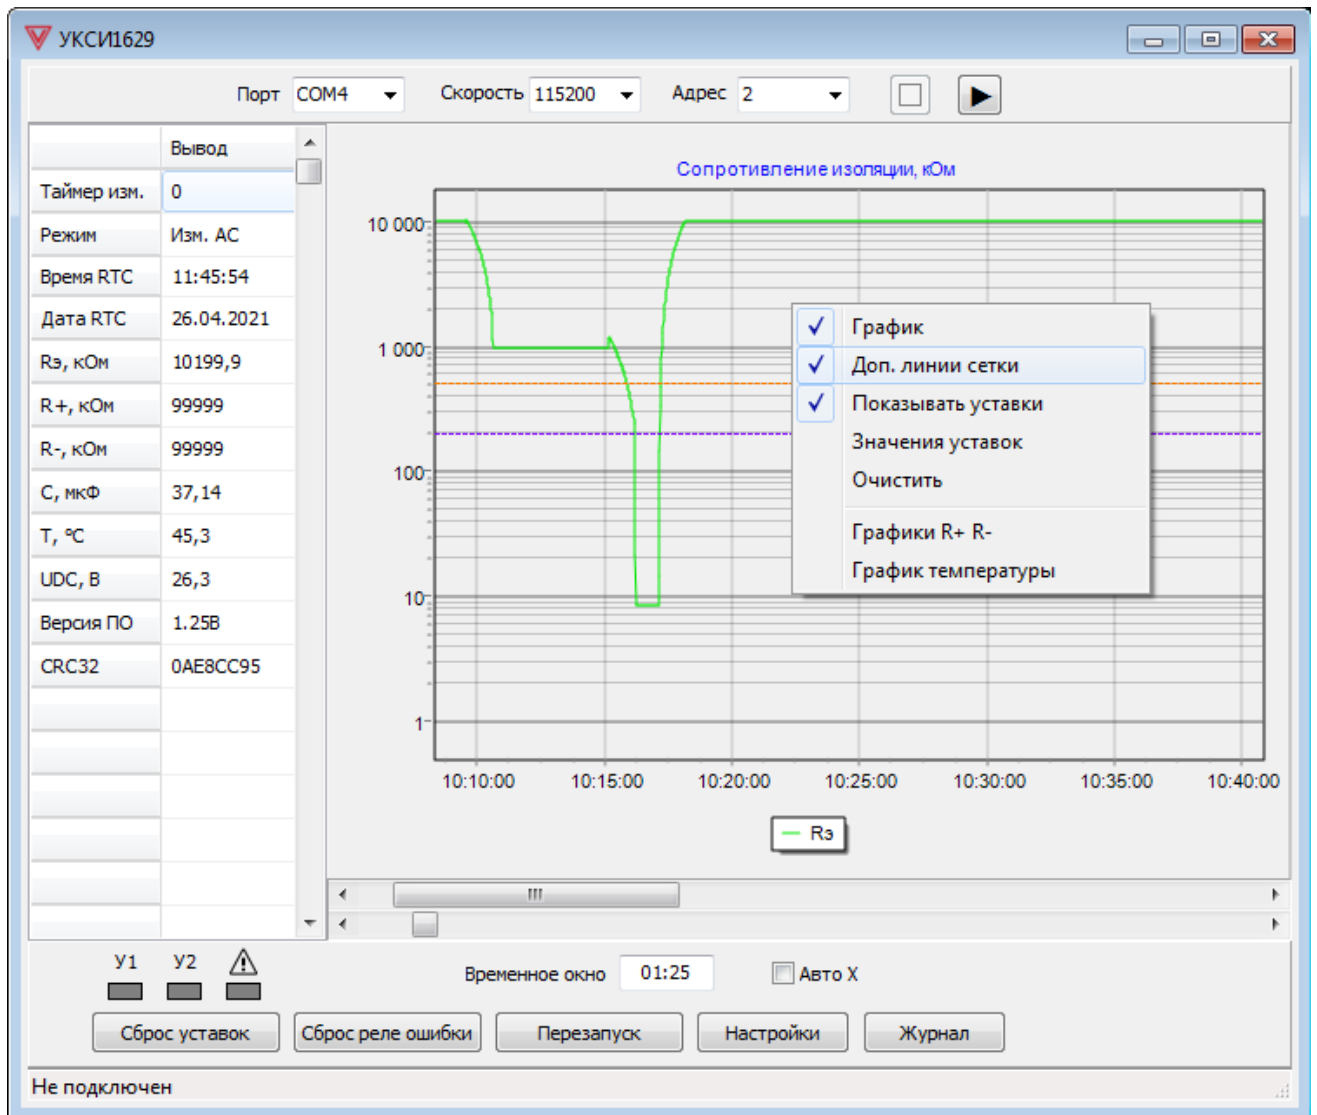 УКСИ1629
Порт COM4 Скорость 115200 Адрес 2
Вывод
Таймер изм. 0
Режим Изм. AC
Время RTC 11:45:54
Дата RTC 26.04.2021
Rэ, кОм 10199,9
R+, кОм 99999
R-, кОм 99999
C, мкФ 37,14
T, ºC 45,3
UDC, В 26,3
Версия ПО 1.25В
CRC32 0AE8CC95
Сопротивление изоляции, кОм
10 000
1 000
100
10
1
10:10:00 10:15:00 10:20:00 10:25:00 10:30:00 10:35:00 10:40:00
Rэ
График
Доп. линии сетки
Показывать уставки
Значения уставок
Очистить
Графики R+ R-
График температуры
У1 У2
Временное окно 01:25 Авто X
Сброс уставок Сброс реле ошибки Перезапуск Настройки Журнал
Не подключен